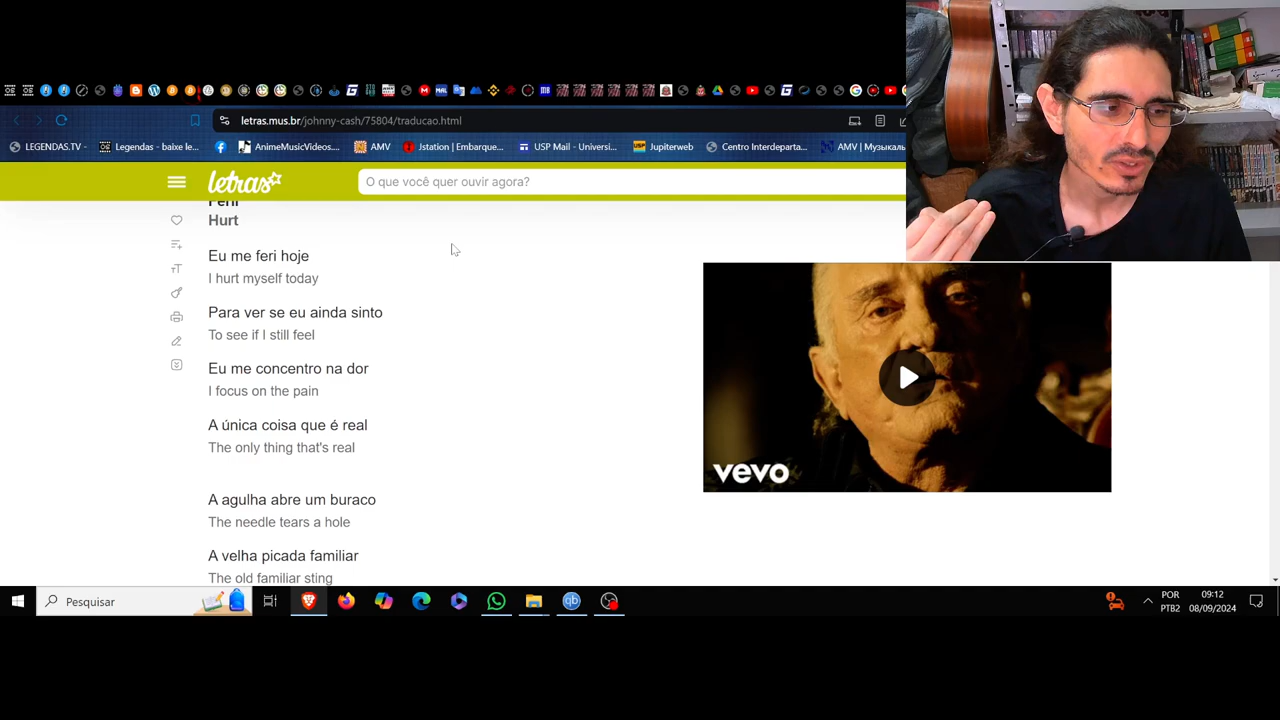 letras.mus.br/johnny-cash/75804/traducao.html
LEGENDAS.TV -
Legendas - baixe le...
AnimeMusicVideos...
AMV
Jstation | Embarque...
USP Mail - Universi...
Jupiterweb
Centro Interdeparta...
AMV | Музыкаль
letras
O que você quer ouvir agora?
Feri
Hurt
Eu me feri hoje
I hurt myself today
Para ver se eu ainda sinto
To see if I still feel
Eu me concentro na dor
I focus on the pain
A única coisa que é real
The only thing that's real
A agulha abre um buraco
The needle tears a hole
A velha picada familiar
The old familiar sting
vevo
Pesquisar
POR
PTB2
09:12
08/09/2024